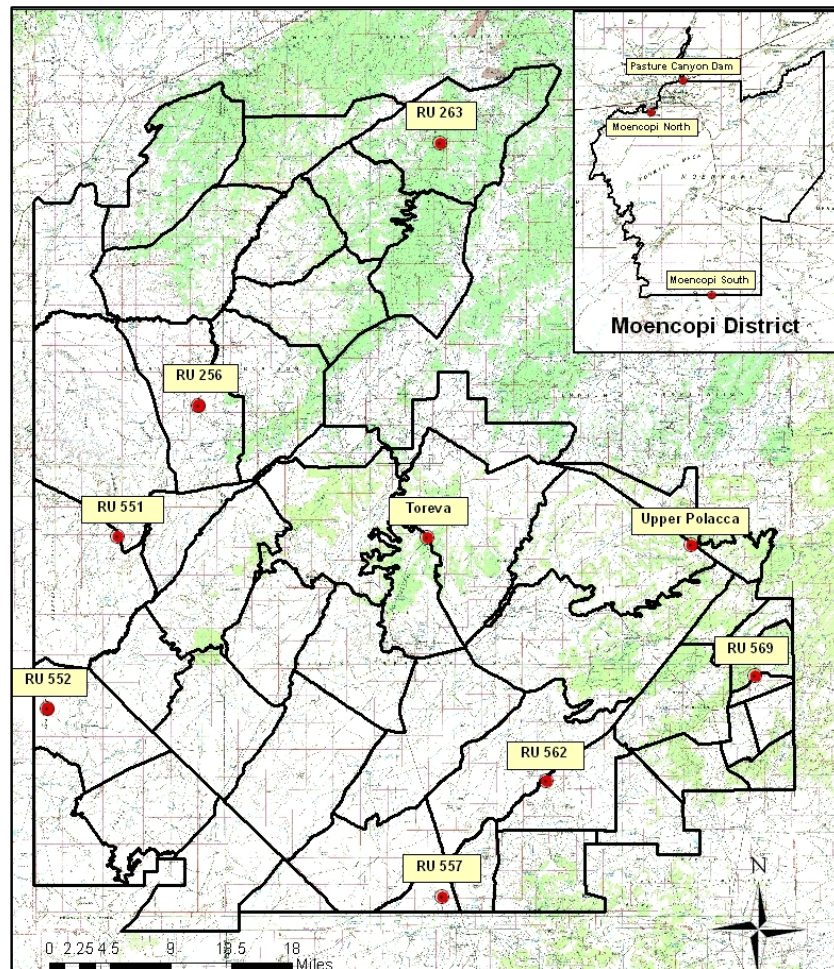 RU 263
Pasture Canyon Dam
Moencopi North
Moencopi South
Moencopi District
RU 256
RU 551
Toreva
Upper Polacca
RU 569
RU 552
RU 562
RU 557
N
0 2.25 4.5 9 13.5 18
Miles